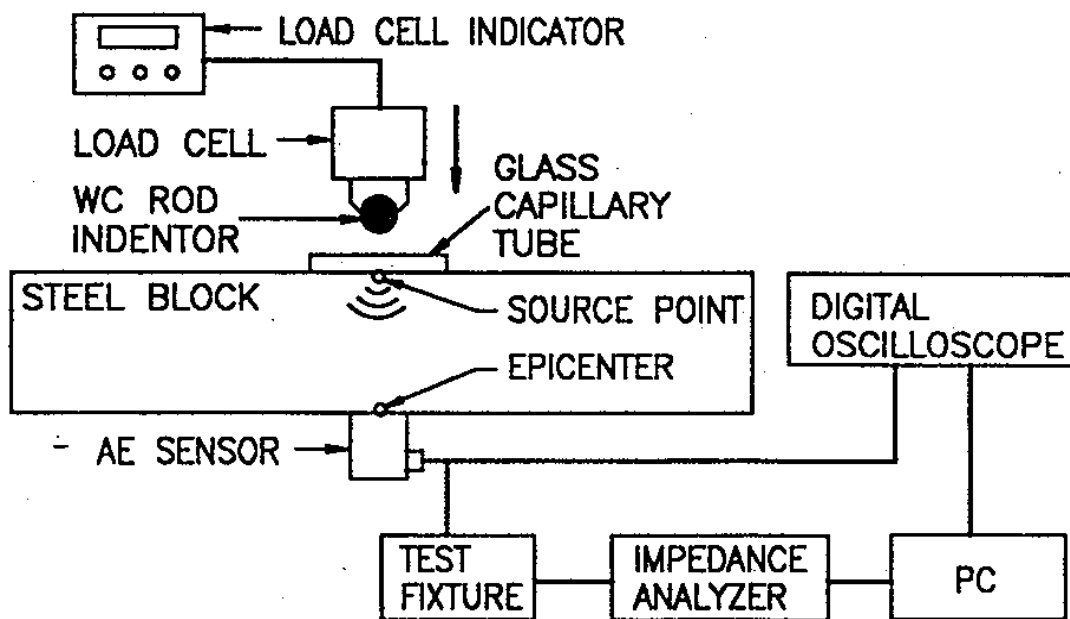 LOAD CELL INDICATOR
LOAD CELL
GLASS
CAPILLARY
TUBE
WC ROD
INDENTOR
STEEL BLOCK
SOURCE POINT
EPICENTER
DIGITAL
OSCILLOSCOPE
- AE SENSOR
TEST
FIXTURE
IMPEDANCE
ANALYZER
PC